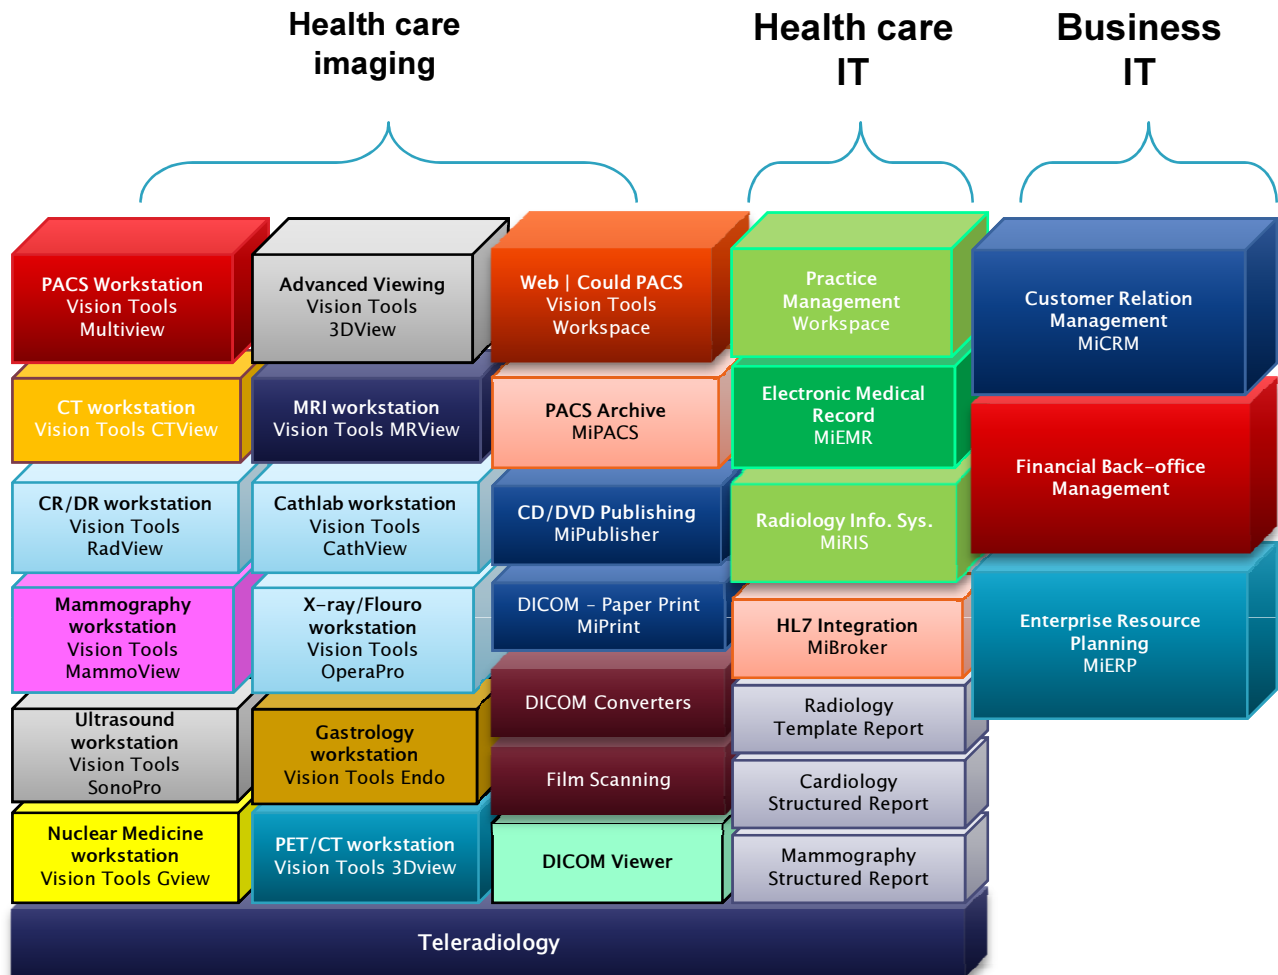 Health care
imaging
Health care
IT
Business
IT
PACS Workstation
Vision Tools
Multiview
Advanced Viewing
Vision Tools
3DView
Web | Could PACS
Vision Tools
Workspace
Practice
Management
Workspace
Customer Relation
Management
MiCRM
CT workstation
Vision Tools CTView
MRI workstation
Vision Tools MRView
PACS Archive
MiPACS
Electronic Medical
Record
MiEMR
Financial Back-office
Management
CR/DR workstation
Vision Tools
RadView
Cathlab workstation
Vision Tools
CathView
CD/DVD Publishing
MiPublisher
Radiology Info. Sys.
MiRIS
Mammography
workstation
Vision Tools
MammoView
X-ray/Flouro
workstation
Vision Tools
OperaPro
DICOM - Paper Print
MiPrint
HL7 Integration
MiBroker
Enterprise Resource
Planning
MiERP
Ultrasound
workstation
Vision Tools
SonoPro
Gastrology
workstation
Vision Tools Endo
DICOM Converters
Radiology
Template Report
Film Scanning
Cardiology
Structured Report
Nuclear Medicine
workstation
Vision Tools Gview
PET/CT workstation
Vision Tools 3Dview
DICOM Viewer
Mammography
Structured Report
Teleradiology